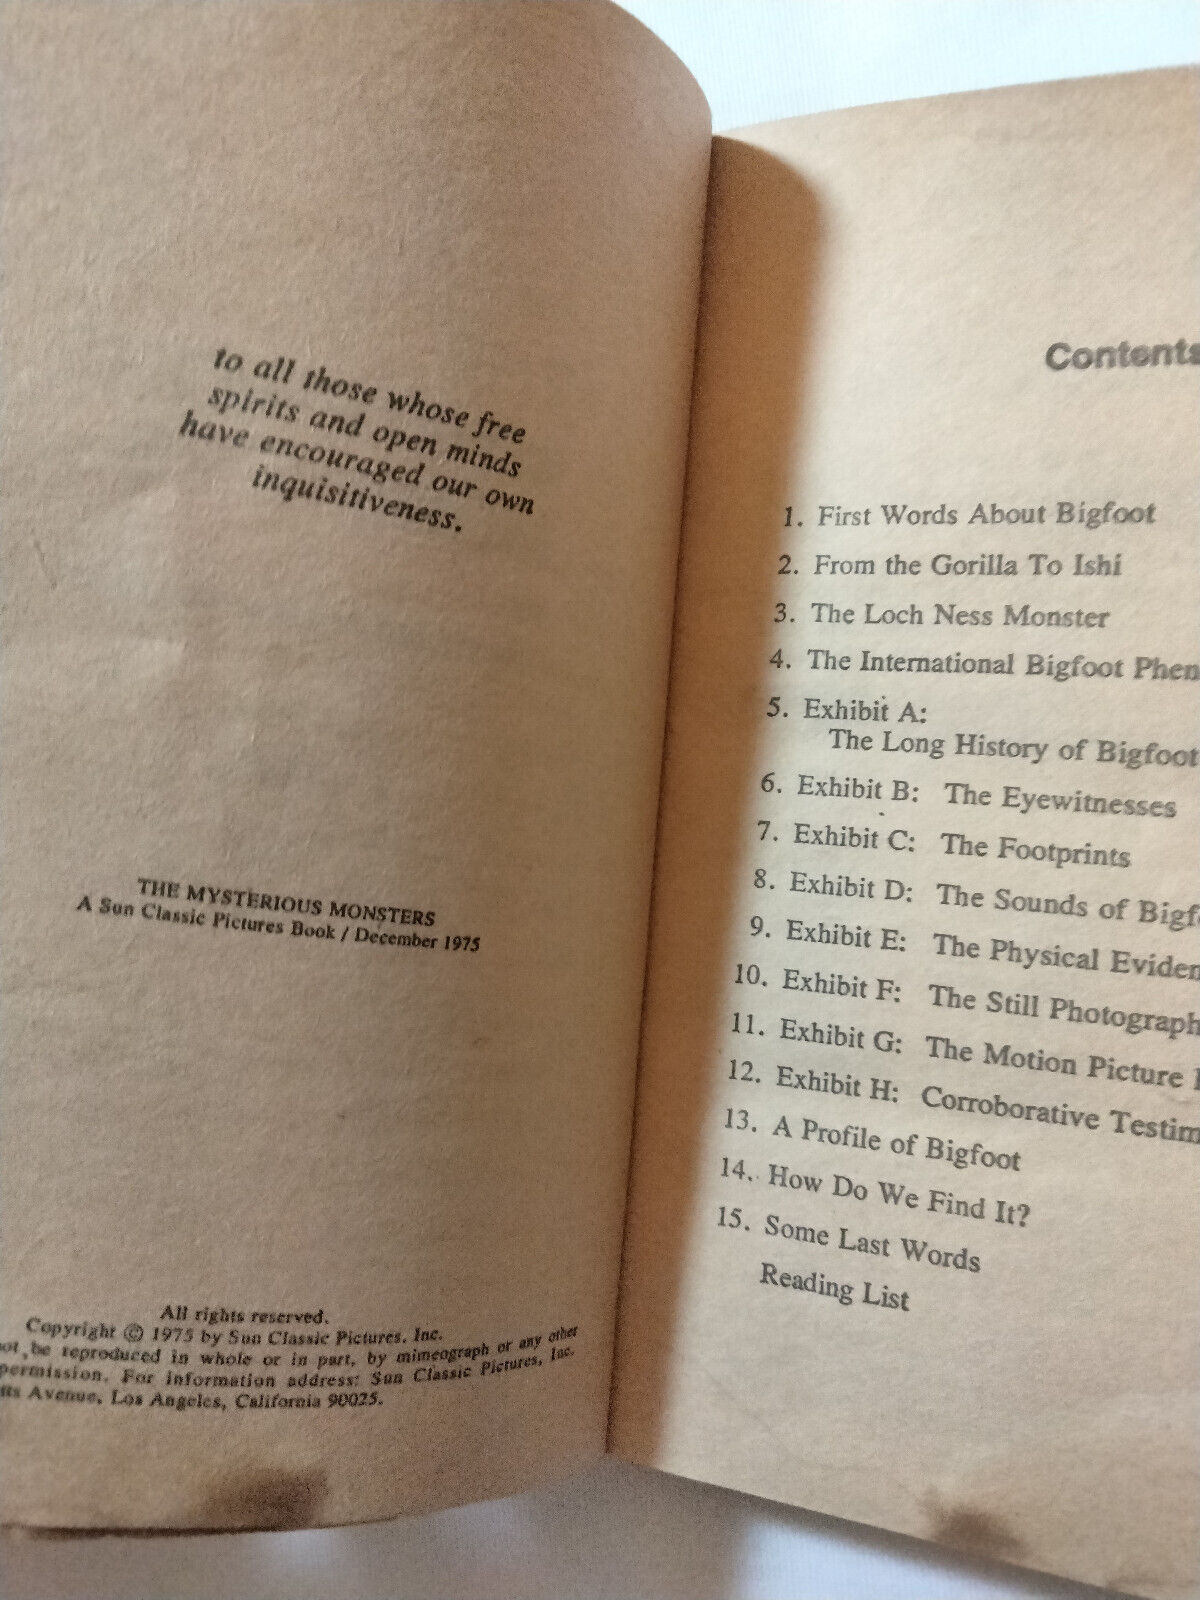 to all those whose free
spirits and open minds
have encouraged our own
inquisitiveness.
THE MYSTERIOUS MONSTERS
A Sun Classic Pictures Book / December 1975
All rights reserved.
Copyright © 1975 by Sun Classic Pictures, Inc.
be reproduced in whole or in part, by mimeograph or any other
permission. For information address: Sun Classic Pictures, Inc.
Avenue, Los Angeles, California 90025.
Contents
1. First Words About Bigfoot
2. From the Gorilla To Ishi
3. The Loch Ness Monster
4. The International Bigfoot Phen
5. Exhibit A:
The Long History of Bigfoot
6. Exhibit B: The Eyewitnesses
7. Exhibit C: The Footprints
8. Exhibit D: The Sounds of Bigf
9. Exhibit E: The Physical Eviden
10. Exhibit F: The Still Photograph
11. Exhibit G: The Motion Picture
12. Exhibit H: Corroborative Testim
13. A Profile of Bigfoot
14. How Do We Find It?
15. Some Last Words
Reading List